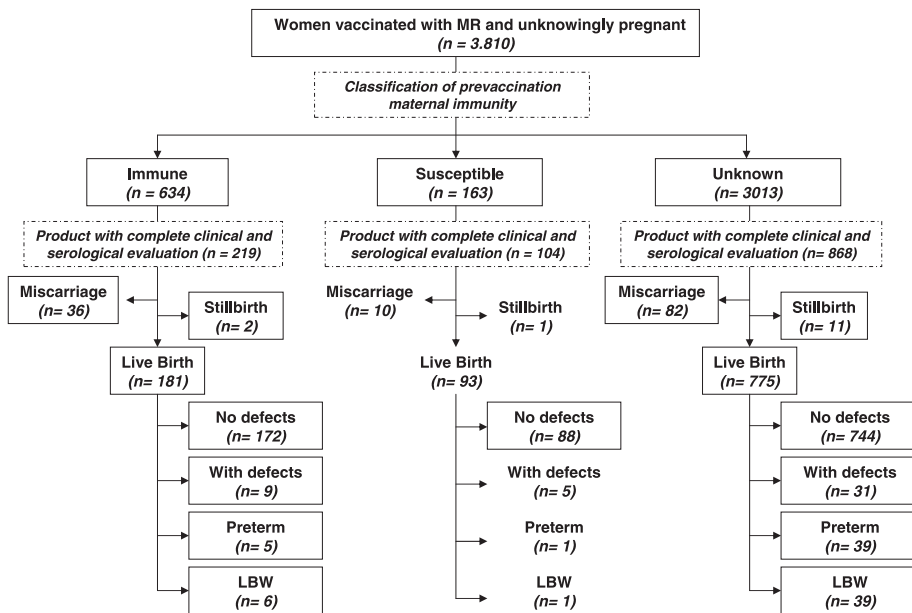 Women vaccinated with MR and unknowingly pregnant
(n = 3.810)
Classification of prevaccination
maternal immunity
Immune
(n = 634)
Susceptible
(n = 163)
Unknown
(n = 3013)
Product with complete clinical and
serological evaluation (n = 219)
Product with complete clinical and
serological evaluation (n = 104)
Product with complete clinical and
serological evaluation (n= 868)
Miscarriage
(n= 36)
Stillbirth
(n= 2)
Miscarriage
(n= 10)
Stillbirth
(n= 1)
Miscarriage
(n= 82)
Stillbirth
(n= 11)
Live Birth
(n= 181)
Live Birth
(n= 93)
Live Birth
(n= 775)
No defects
(n= 172)
No defects
(n= 88)
No defects
(n= 744)
With defects
(n= 9)
With defects
(n= 5)
With defects
(n= 31)
Preterm
(n= 5)
Preterm
(n= 1)
Preterm
(n= 39)
LBW
(n= 6)
LBW
(n= 1)
LBW
(n= 39)